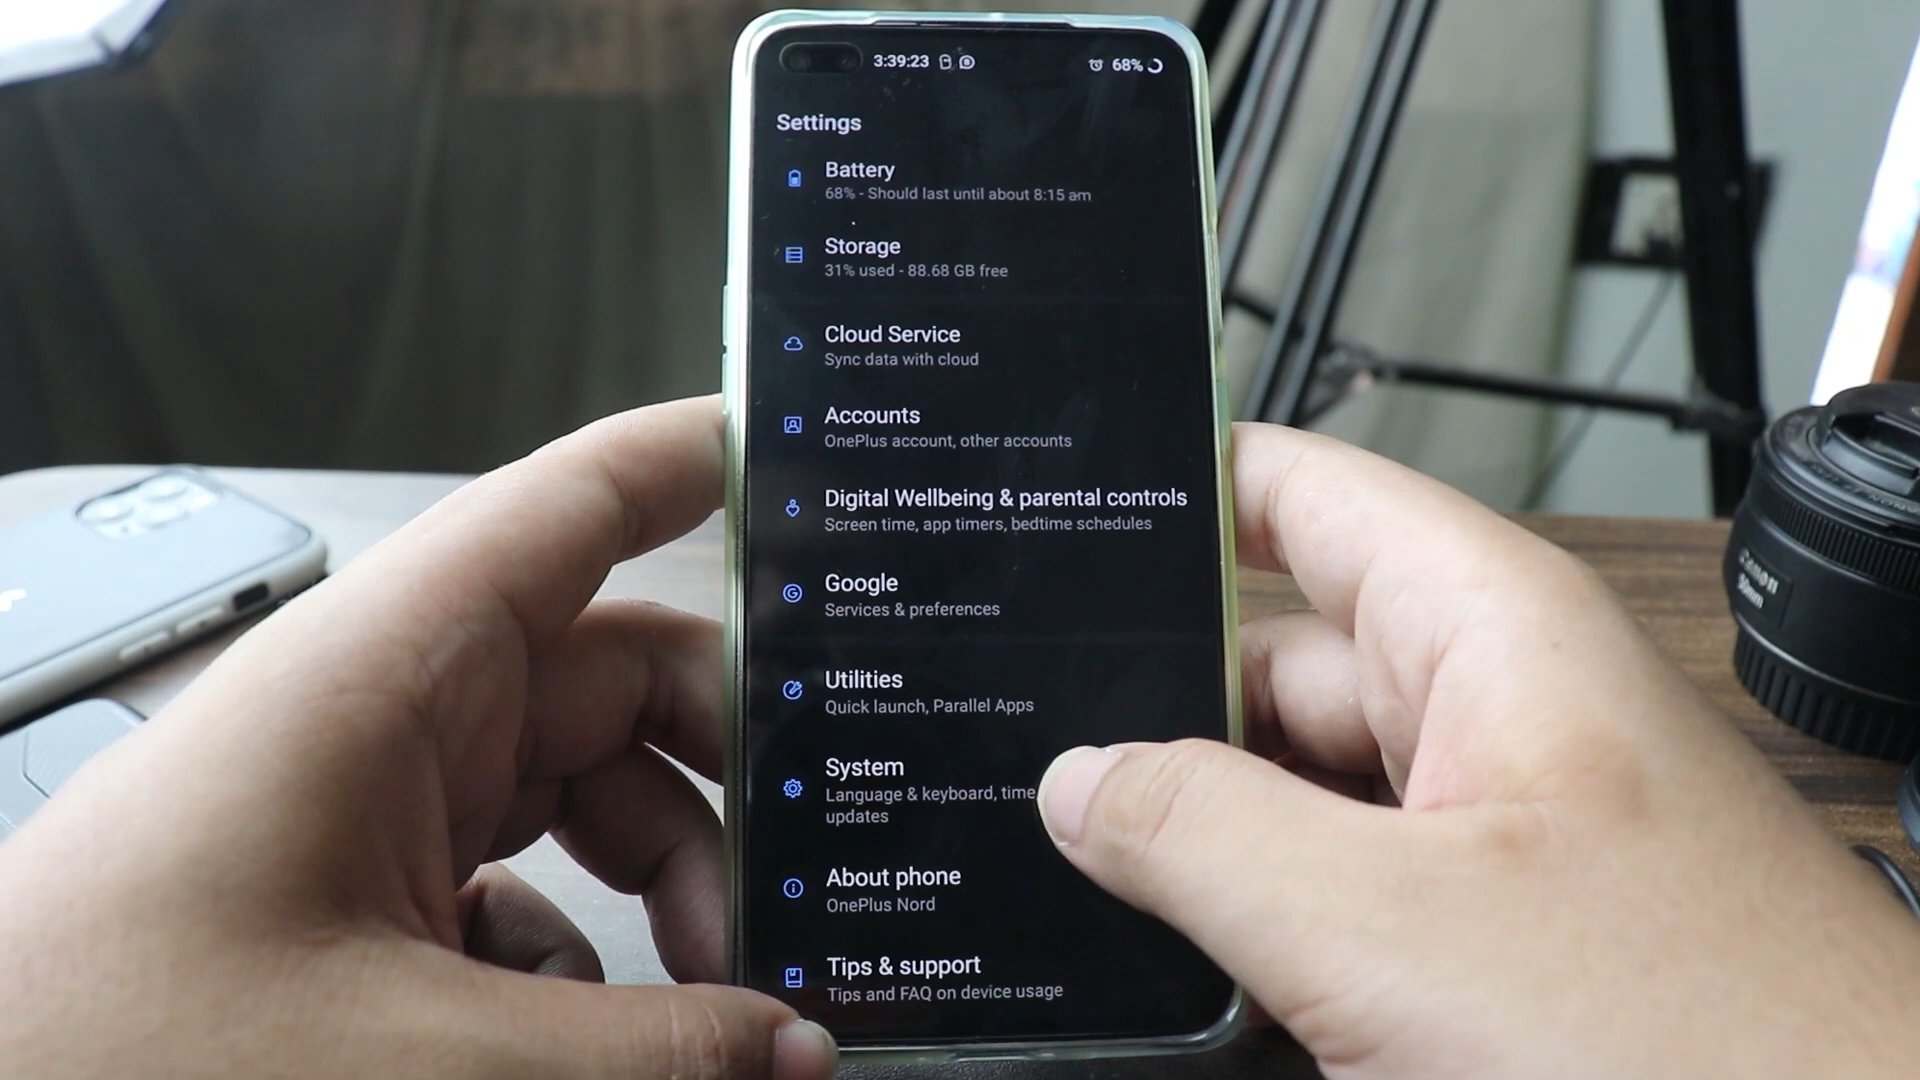 3:39:23
68%
Settings
Battery
68% - Should last until about 8:15 am
Storage
31% used - 88.68 GB free
Cloud Service
Sync data with cloud
Accounts
OnePlus account, other accounts
Digital Wellbeing & parental controls
Screen time, app timers, bedtime schedules
Google
Services & preferences
Utilities
Quick launch, Parallel Apps
System
Language & keyboard, time
updates
About phone
OnePlus Nord
Tips & support
Tips and FAQ on device usage
Canon
50mm